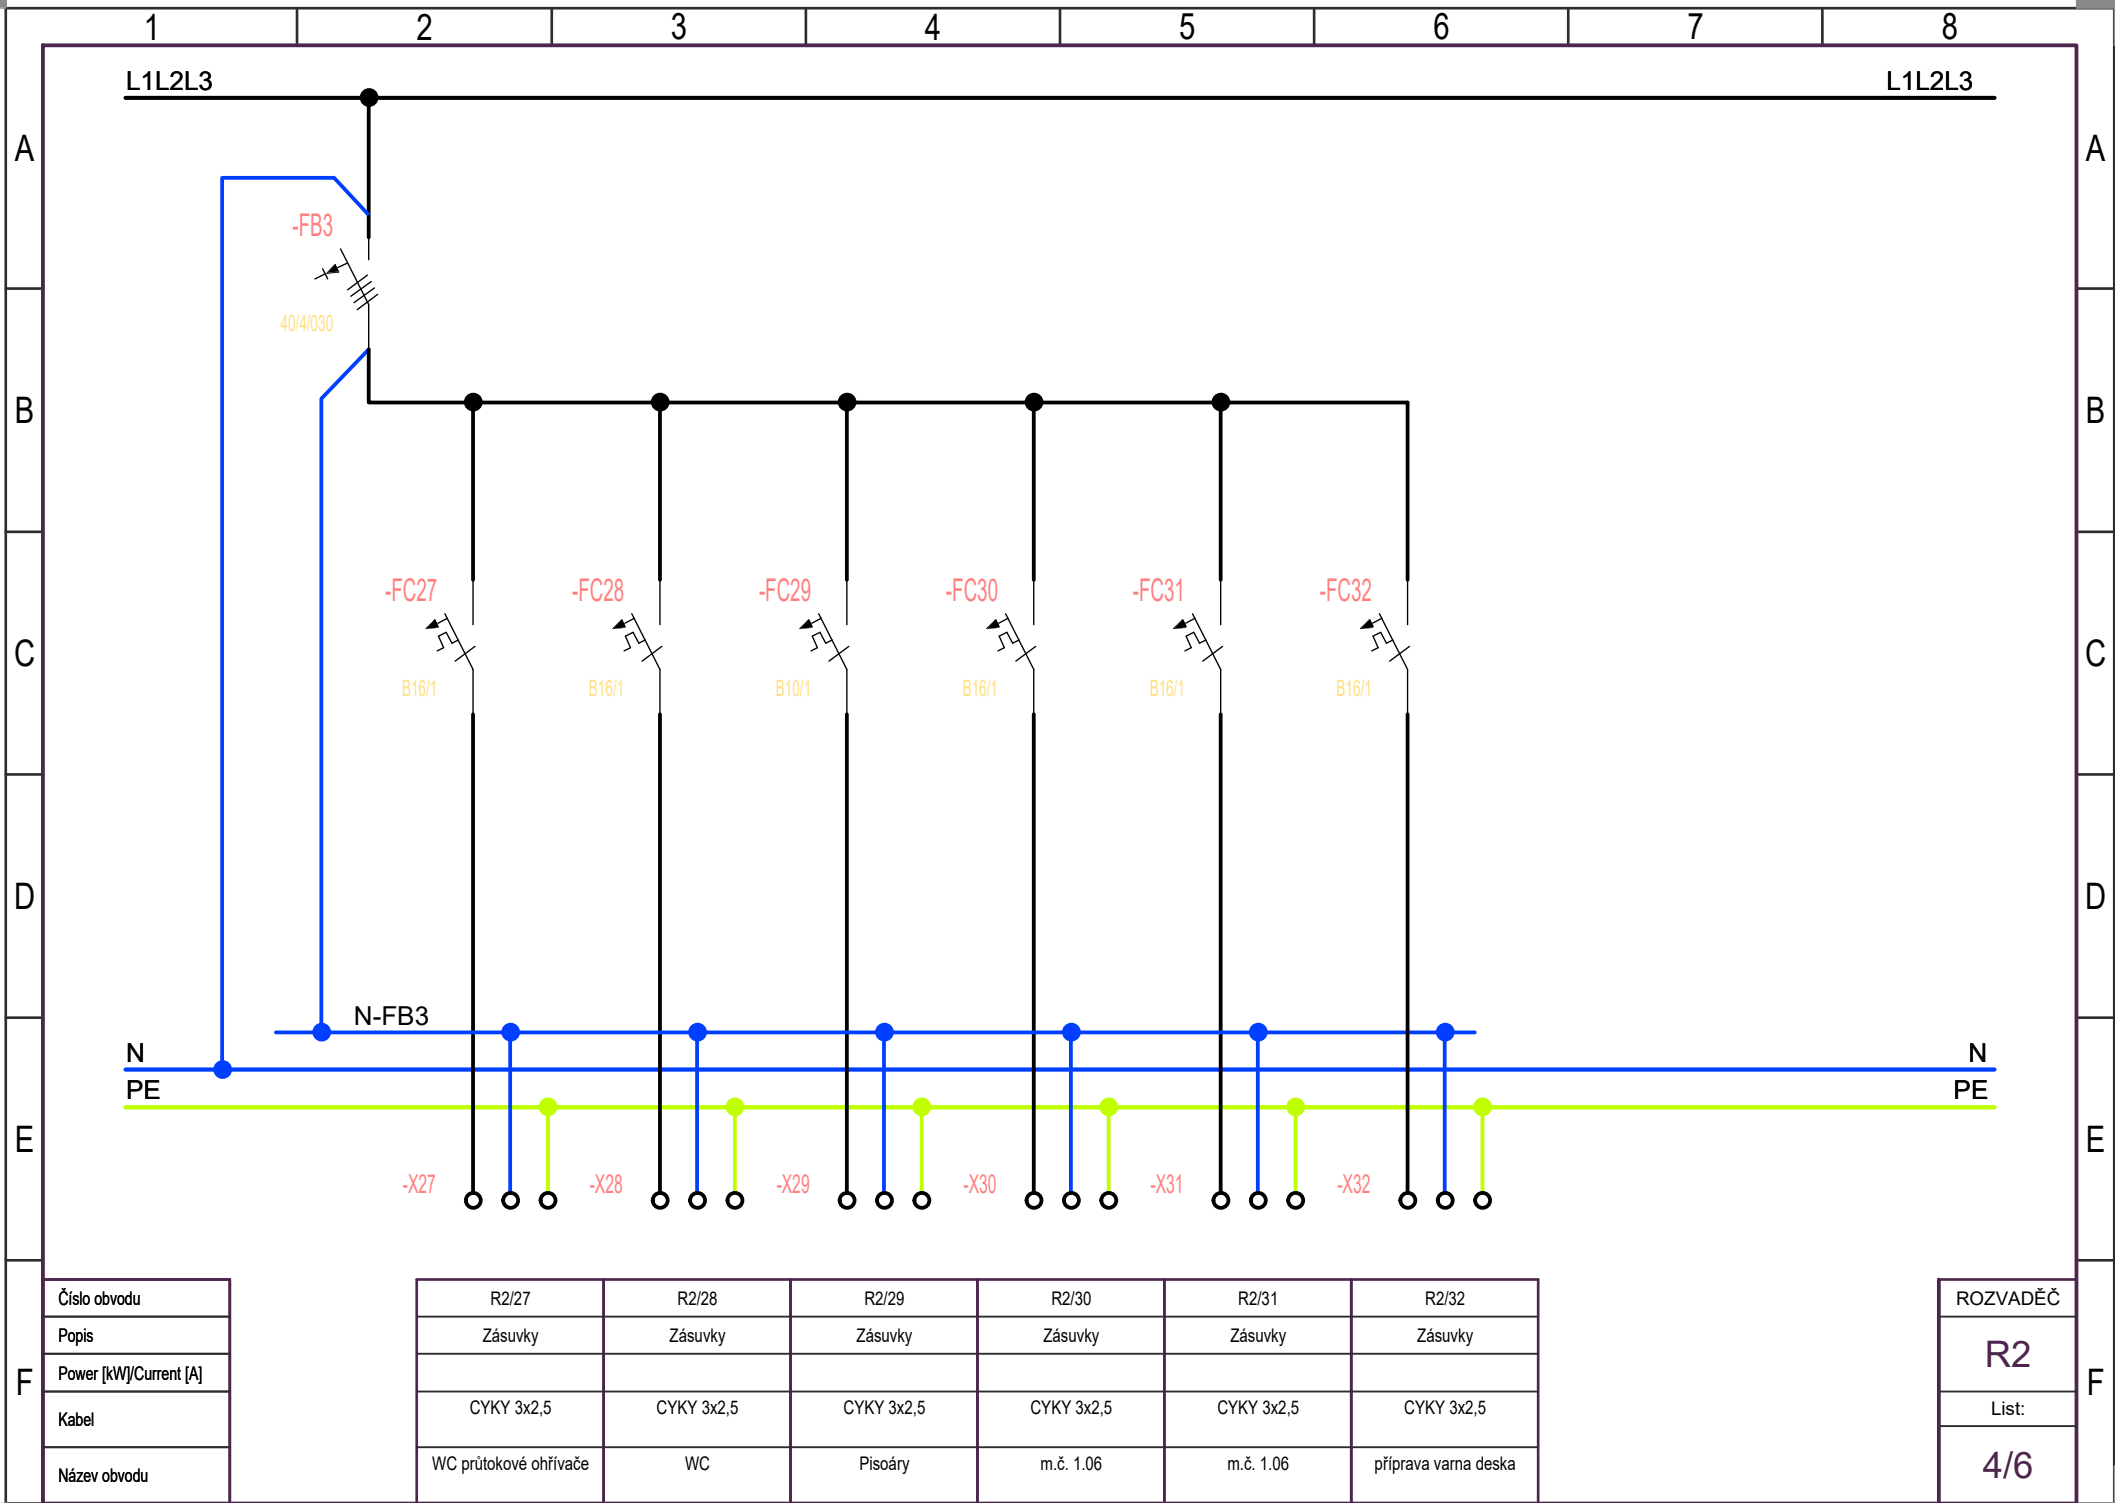 1 2 3 4 5 6 7 8
L1L2L3 L1L2L3
A A
-FB3
40/4/030
B B
-FC27 -FC28 -FC29 -FC30 -FC31 -FC32
C C
B16/1 B16/1 B10/1 B16/1 B16/1 B16/1
D D
N-FB3
N N
PE PE
E E
-X27 -X28 -X29 -X30 -X31 -X32
Číslo obvodu R2/27 R2/28 R2/29 R2/30 R2/31 R2/32 ROZVADĚČ
Popis Zásuvky Zásuvky Zásuvky Zásuvky Zásuvky Zásuvky R2
Power [kW]/Current [A]
F F
Kabel CYKY 3x2,5 CYKY 3x2,5 CYKY 3x2,5 CYKY 3x2,5 CYKY 3x2,5 CYKY 3x2,5 List:
Název obvodu WC průtokové ohřívače WC Pisoáry m.č. 1.06 m.č. 1.06 příprava varna deska 4/6